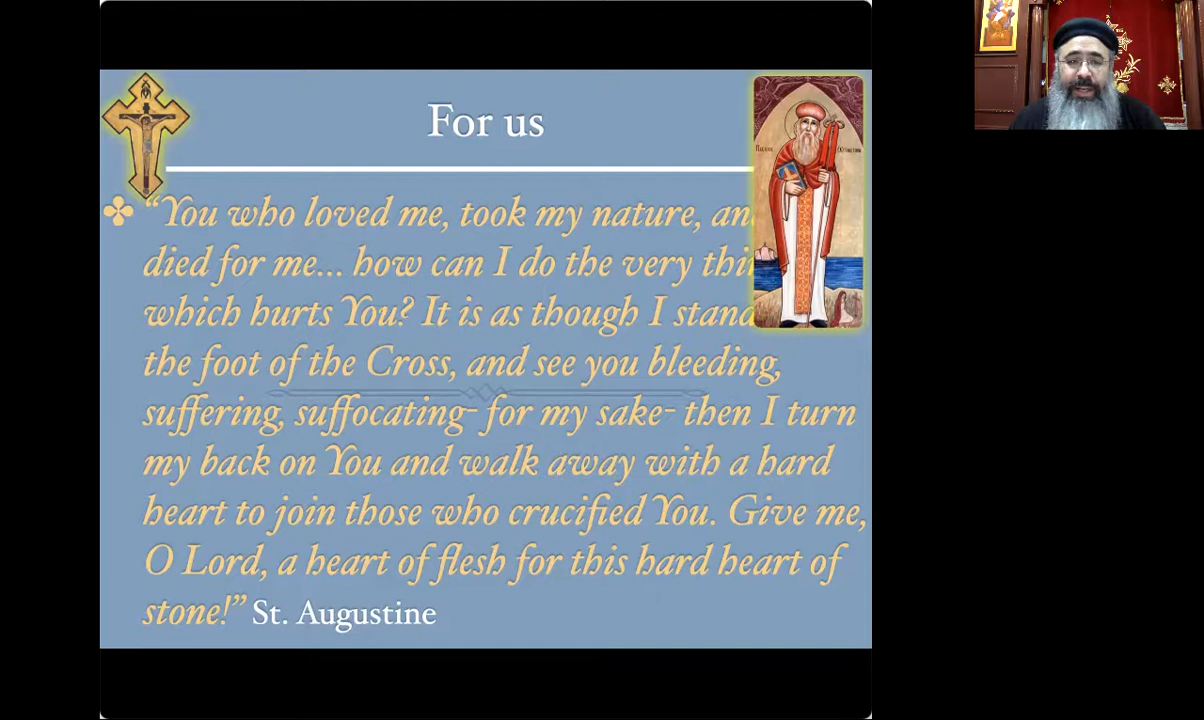 For us
“You who loved me, took my nature, an
died for me... how can I do the very thi
which hurts You? It is as though I stand
the foot of the Cross, and see you bleeding,
suffering, suffocating- for my sake- then I turn
my back on You and walk away with a hard
heart to join those who crucified You. Give me,
O Lord, a heart of flesh for this hard heart of
stone!” St. Augustine